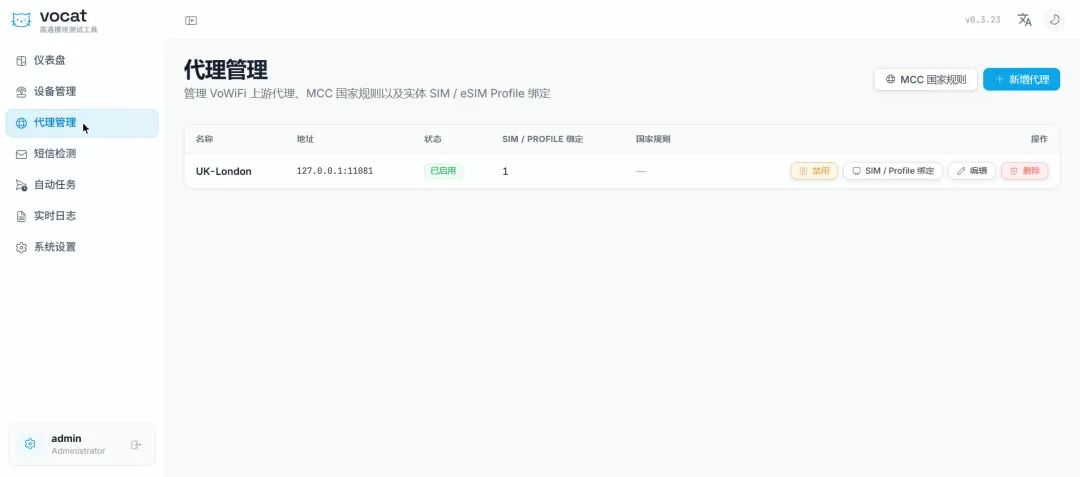 vocat
高通模块测试工具
v0.3.23
仪表盘
设备管理
代理管理
短信检测
自动任务
实时日志
系统设置
代理管理
管理 VoWiFi 上游代理、MCC 国家规则以及实体 SIM / eSIM Profile 绑定
MCC 国家规则
新增代理
名称 地址 状态 SIM / PROFILE 绑定 国家规则 操作
UK-London 127.0.0.1:11081 已启用 1 — 禁用 SIM / Profile 绑定 编辑 删除
admin
Administrator